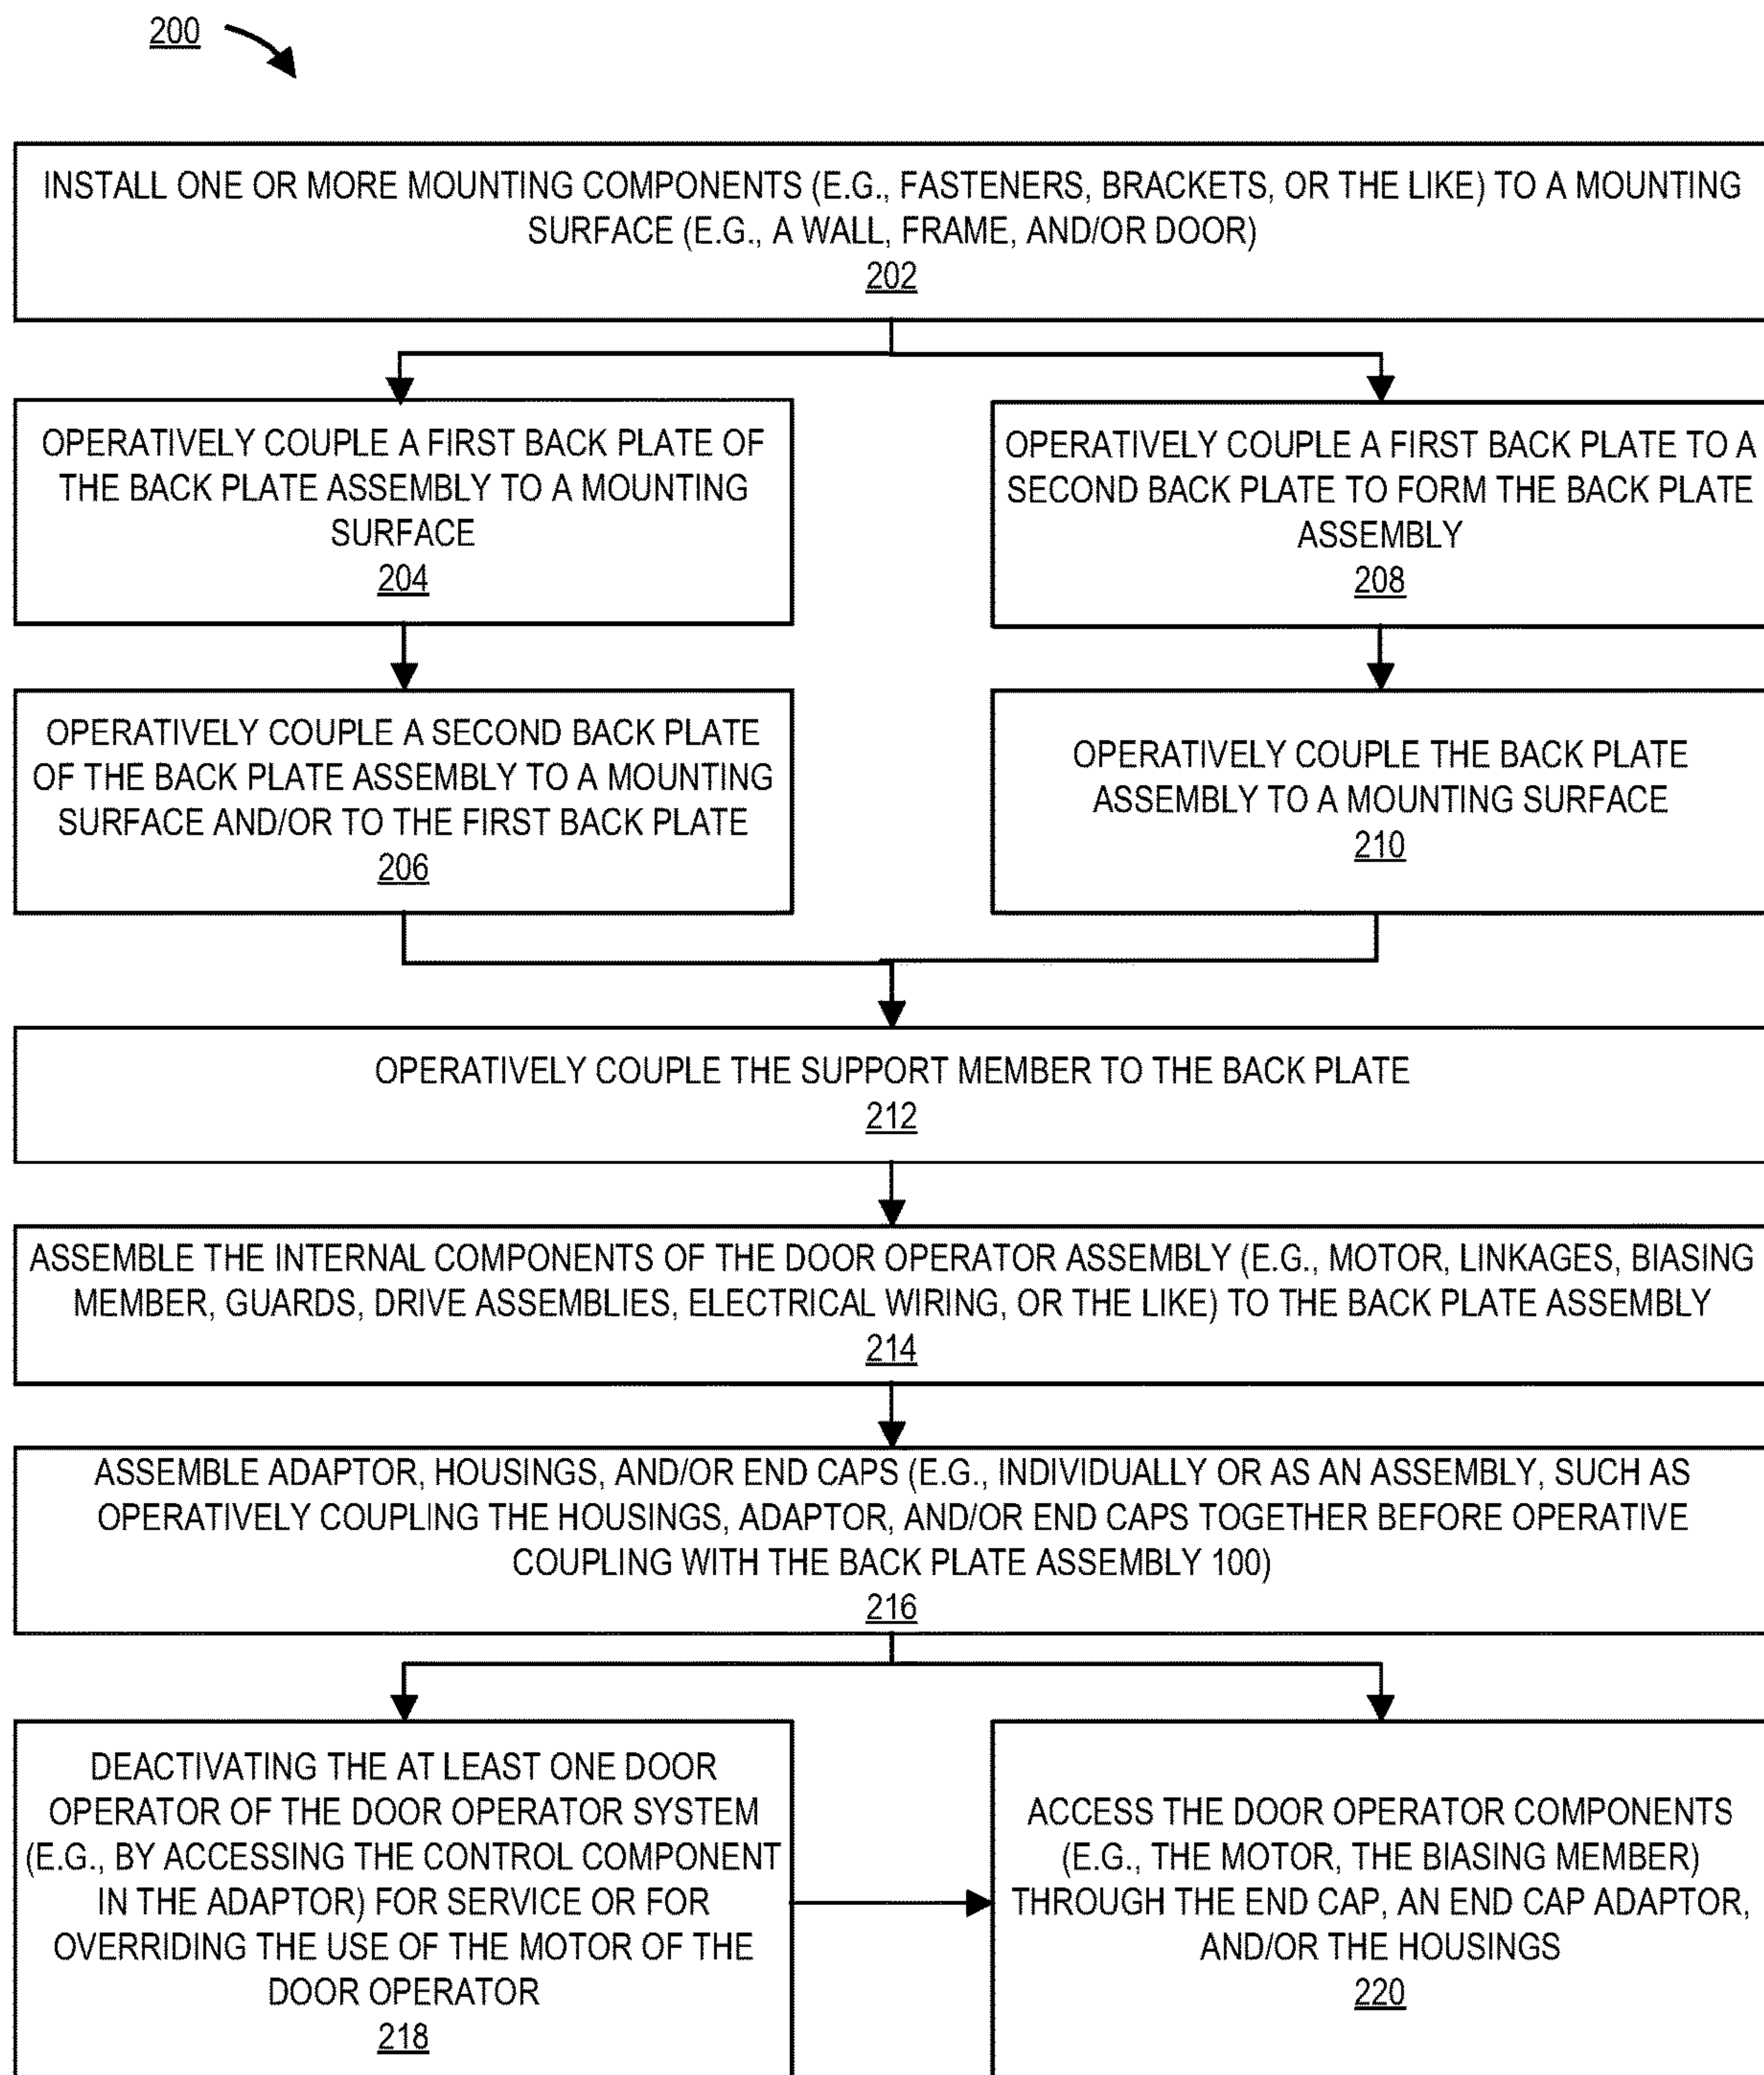 200
INSTALL ONE OR MORE MOUNTING COMPONENTS (E.G., FASTENERS, BRACKETS, OR THE LIKE) TO A MOUNTING
SURFACE (E.G., A WALL, FRAME, AND/OR DOOR)
202
OPERATIVELY COUPLE A FIRST BACK PLATE OF
THE BACK PLATE ASSEMBLY TO A MOUNTING
SURFACE
204
OPERATIVELY COUPLE A FIRST BACK PLATE TO A
SECOND BACK PLATE TO FORM THE BACK PLATE
ASSEMBLY
208
OPERATIVELY COUPLE A SECOND BACK PLATE
OF THE BACK PLATE ASSEMBLY TO A MOUNTING
SURFACE AND/OR TO THE FIRST BACK PLATE
206
OPERATIVELY COUPLE THE BACK PLATE
ASSEMBLY TO A MOUNTING SURFACE
210
OPERATIVELY COUPLE THE SUPPORT MEMBER TO THE BACK PLATE
212
ASSEMBLE THE INTERNAL COMPONENTS OF THE DOOR OPERATOR ASSEMBLY (E.G., MOTOR, LINKAGES, BIASING
MEMBER, GUARDS, DRIVE ASSEMBLIES, ELECTRICAL WIRING, OR THE LIKE) TO THE BACK PLATE ASSEMBLY
214
ASSEMBLE ADAPTOR, HOUSINGS, AND/OR END CAPS (E.G., INDIVIDUALLY OR AS AN ASSEMBLY, SUCH AS
OPERATIVELY COUPLING THE HOUSINGS, ADAPTOR, AND/OR END CAPS TOGETHER BEFORE OPERATIVE
COUPLING WITH THE BACK PLATE ASSEMBLY 100)
216
DEACTIVATING THE AT LEAST ONE DOOR
OPERATOR OF THE DOOR OPERATOR SYSTEM
(E.G., BY ACCESSING THE CONTROL COMPONENT
IN THE ADAPTOR) FOR SERVICE OR FOR
OVERRIDING THE USE OF THE MOTOR OF THE
DOOR OPERATOR
218
ACCESS THE DOOR OPERATOR COMPONENTS
(E.G., THE MOTOR, THE BIASING MEMBER)
THROUGH THE END CAP, AN END CAP ADAPTOR,
AND/OR THE HOUSINGS
220